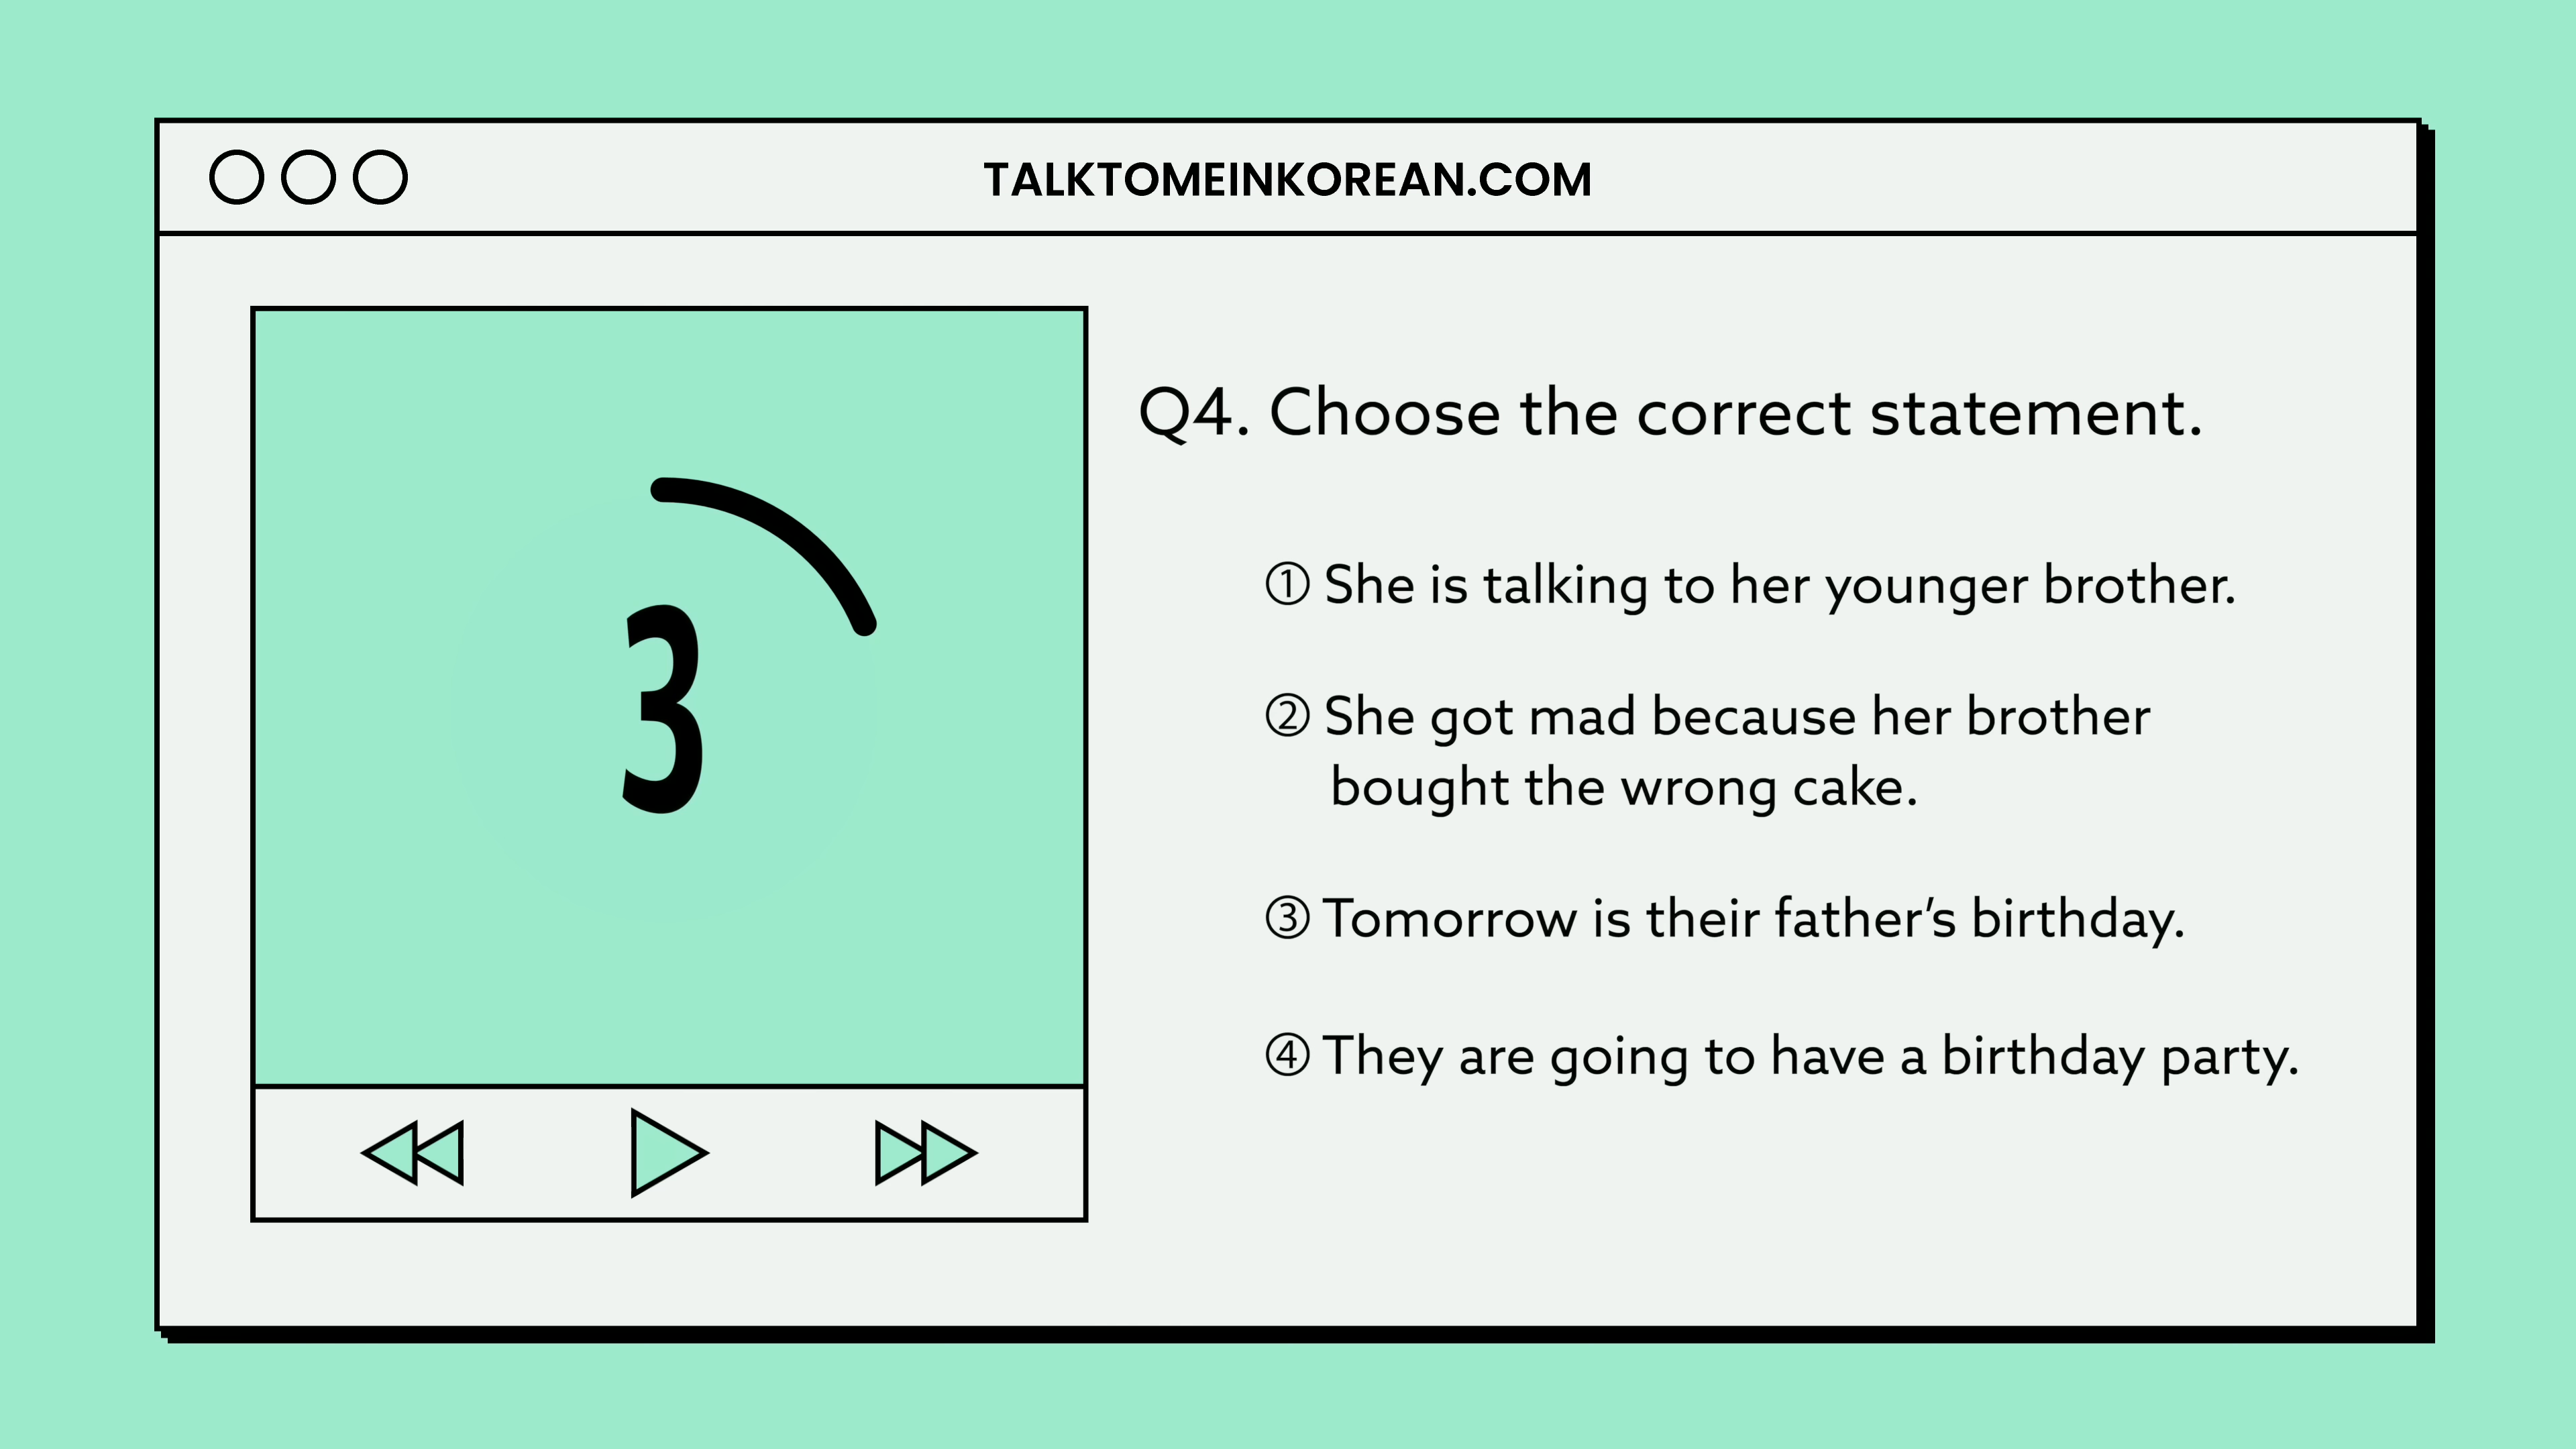 TALKTOMEINKOREAN.COM
3
Q4. Choose the correct statement.
① She is talking to her younger brother.
② She got mad because her brother
bought the wrong cake.
③ Tomorrow is their father's birthday.
④ They are going to have a birthday party.